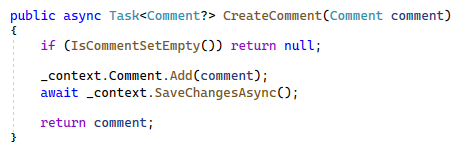 public async Task<Comment?> CreateComment(Comment comment)
{
if (IsCommentSetEmpty()) return null;
_context.Comment.Add(comment);
await _context.SaveChangesAsync();
return comment;
}